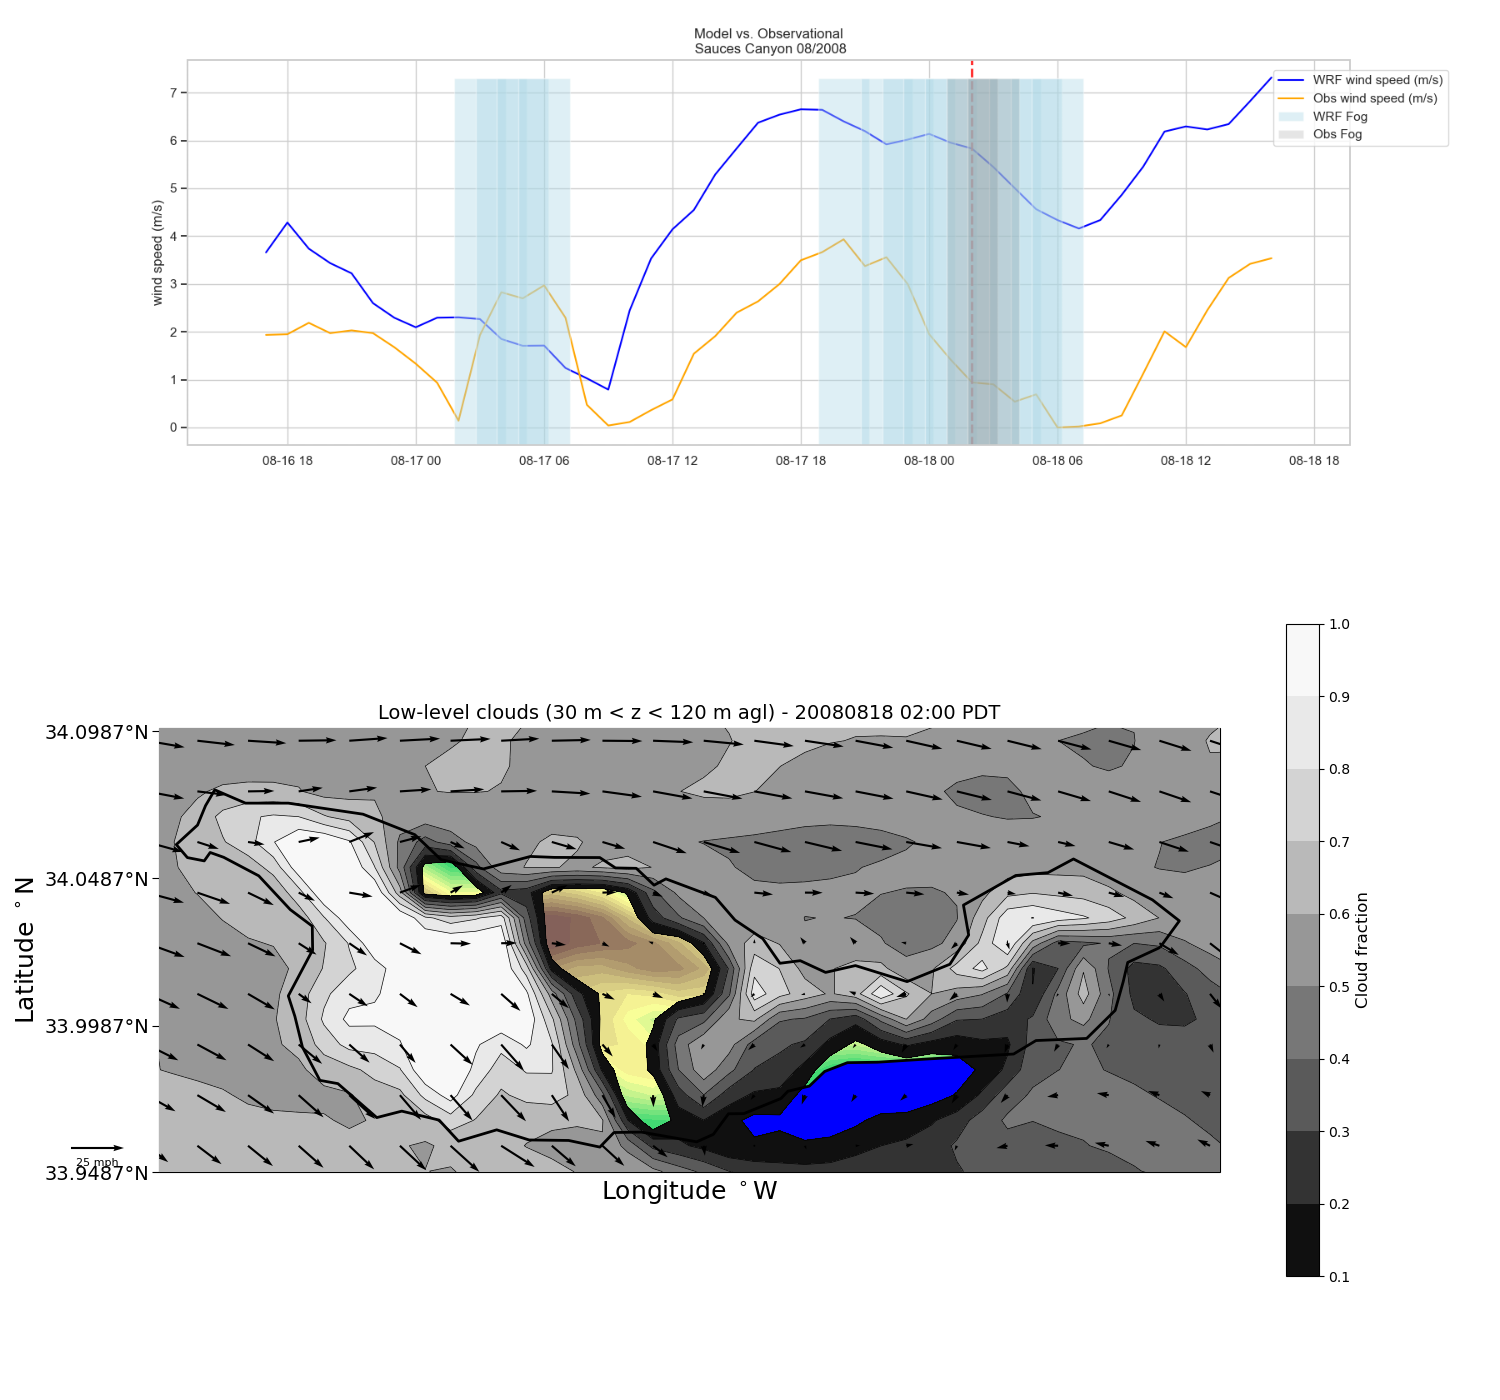 Model vs. Observational
Sauces Canyon 08/2008
WRF wind speed (m/s)
Obs wind speed (m/s)
WRF Fog
Obs Fog
wind speed (m/s)
7
6
5
4
3
2
1
0
08-16 18
08-17 00
08-17 06
08-17 12
08-17 18
08-18 00
08-18 06
08-18 12
08-18 18
Low-level clouds (30 m < z < 120 m agl) - 20080818 02:00 PDT
34.0987°N
34.0487°N
33.9987°N
33.9487°N
Latitude °N
25 mph
Longitude °W
1.0
0.9
0.8
0.7
0.6
0.5
0.4
0.3
0.2
0.1
Cloud fraction